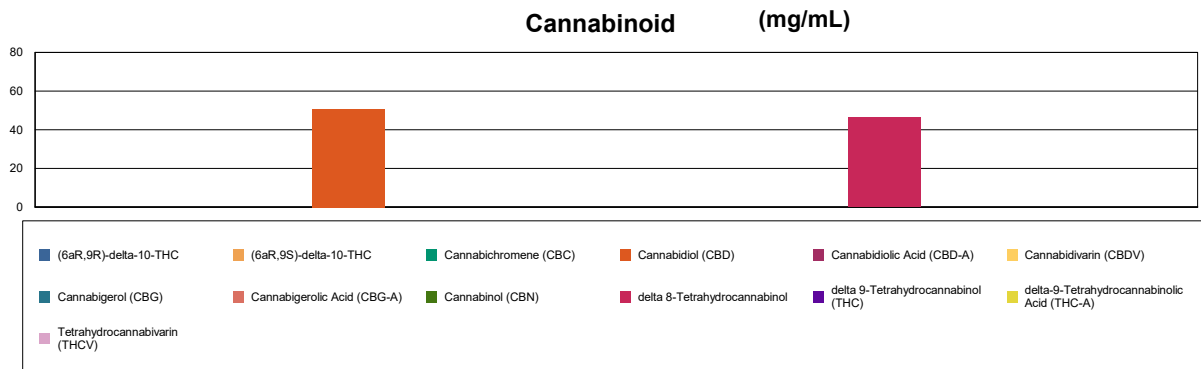 Cannabinoid (mg/mL)
80
60
40
20
0
(6aR,9R)-delta-10-THC
(6aR,9S)-delta-10-THC
Cannabichromene (CBC)
Cannabidiol (CBD)
Cannabidiolic Acid (CBD-A)
Cannabidivarin (CBDV)
Cannabigerol (CBG)
Cannabigerolic Acid (CBG-A)
Cannabinol (CBN)
delta 8-Tetrahydrocannabinol
delta 9-Tetrahydrocannabinol
(THC)
delta-9-Tetrahydrocannabinolic
Acid (THC-A)
Tetrahydrocannabivarin
(THCV)